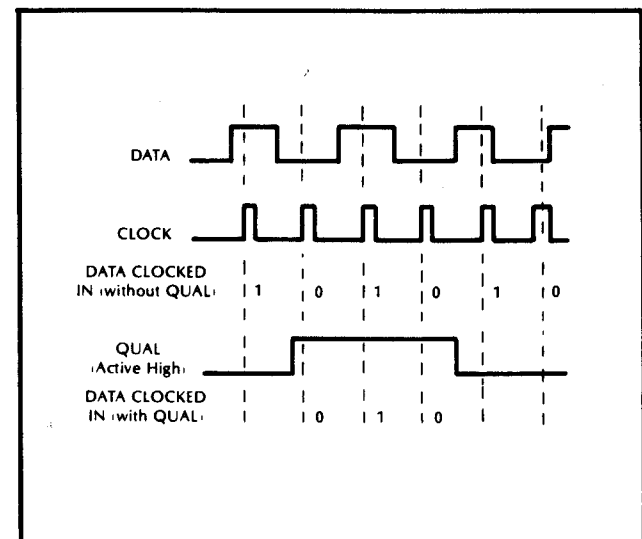 DATA
CLOCK
DATA CLOCKED
IN (without QUAL)
1 0 1 0 1 0
QUAL
(Active High)
DATA CLOCKED
IN (with QUAL)
0 1 0